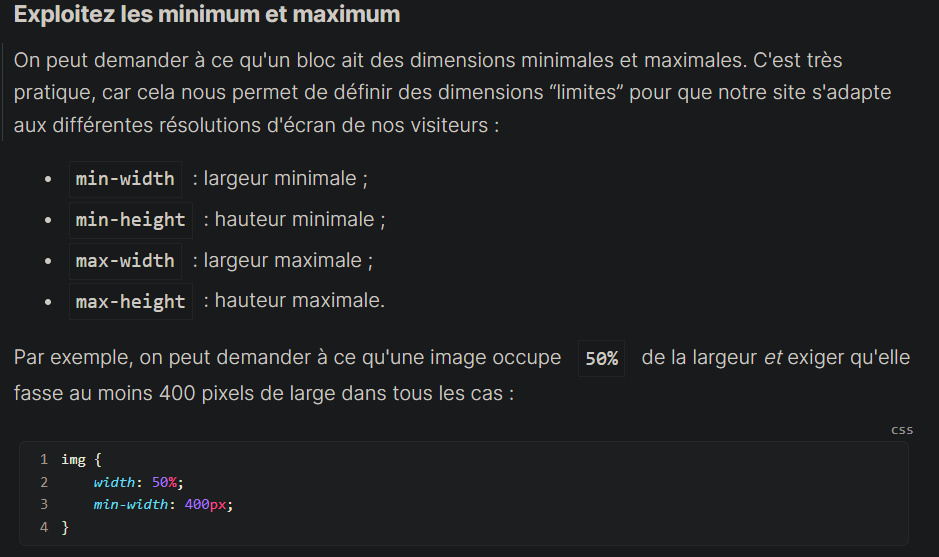 Exploitez les minimum et maximum
On peut demander à ce qu'un bloc ait des dimensions minimales et maximales. C'est très
pratique, car cela nous permet de définir des dimensions “limites” pour que notre site s'adapte
aux différentes résolutions d'écran de nos visiteurs :
• min-width : largeur minimale ;
• min-height : hauteur minimale ;
• max-width : largeur maximale ;
• max-height : hauteur maximale.
Par exemple, on peut demander à ce qu'une image occupe 50% de la largeur et exiger qu'elle
fasse au moins 400 pixels de large dans tous les cas :
css
1 img {
2     width: 50%;
3     min-width: 400px;
4 }